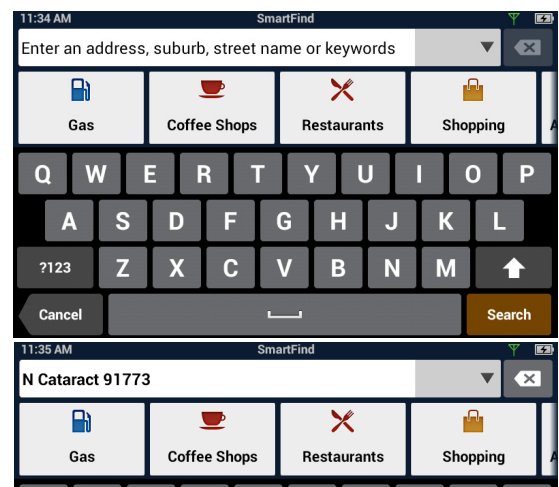 11:34 AM SmartFind
Enter an address, suburb, street name or keywords
Gas Coffee Shops Restaurants Shopping
Q W E R T Y U I O P
A S D F G H J K L
?123 Z X C V B N M
Cancel Search
11:35 AM SmartFind
N Cataract 91773
Gas Coffee Shops Restaurants Shopping